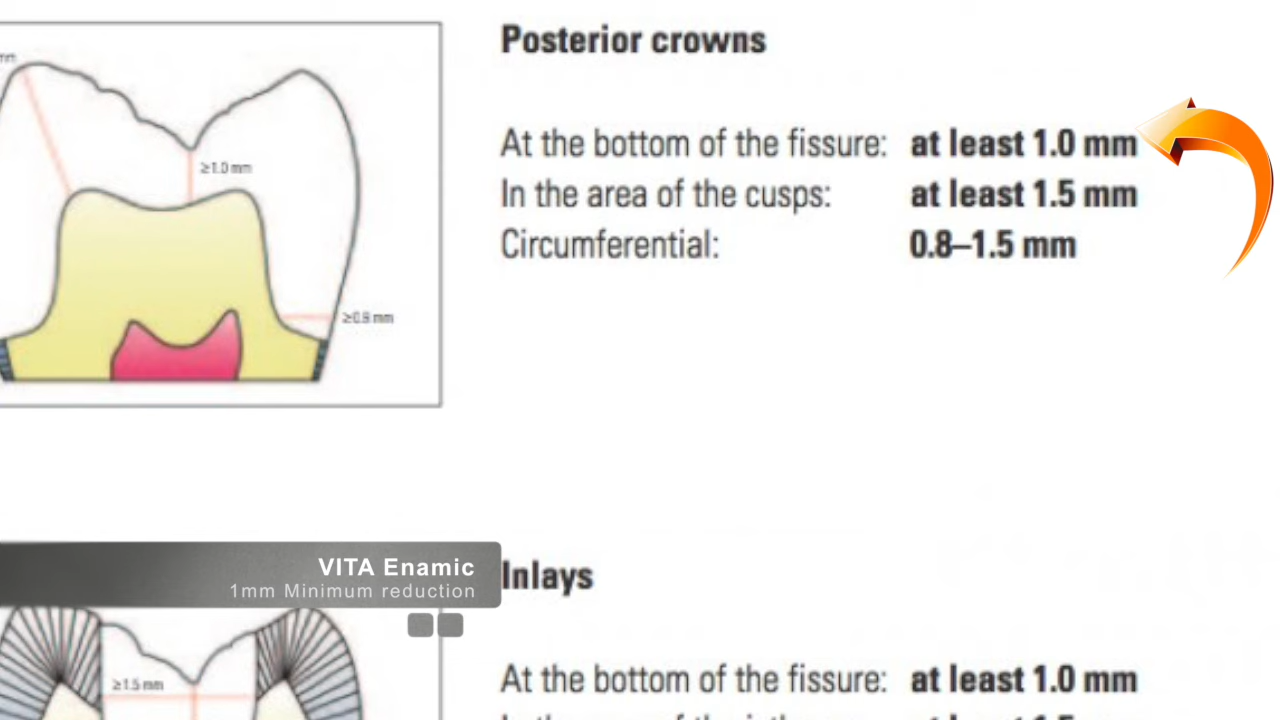 Posterior crowns
mm
≥1.0 mm
At the bottom of the fissure: at least 1.0 mm
In the area of the cusps: at least 1.5 mm
Circumferential: 0.8–1.5 mm
VITA Enamic
1mm Minimum reduction
Inlays
≥1.5 mm
At the bottom of the fissure: at least 1.0 mm